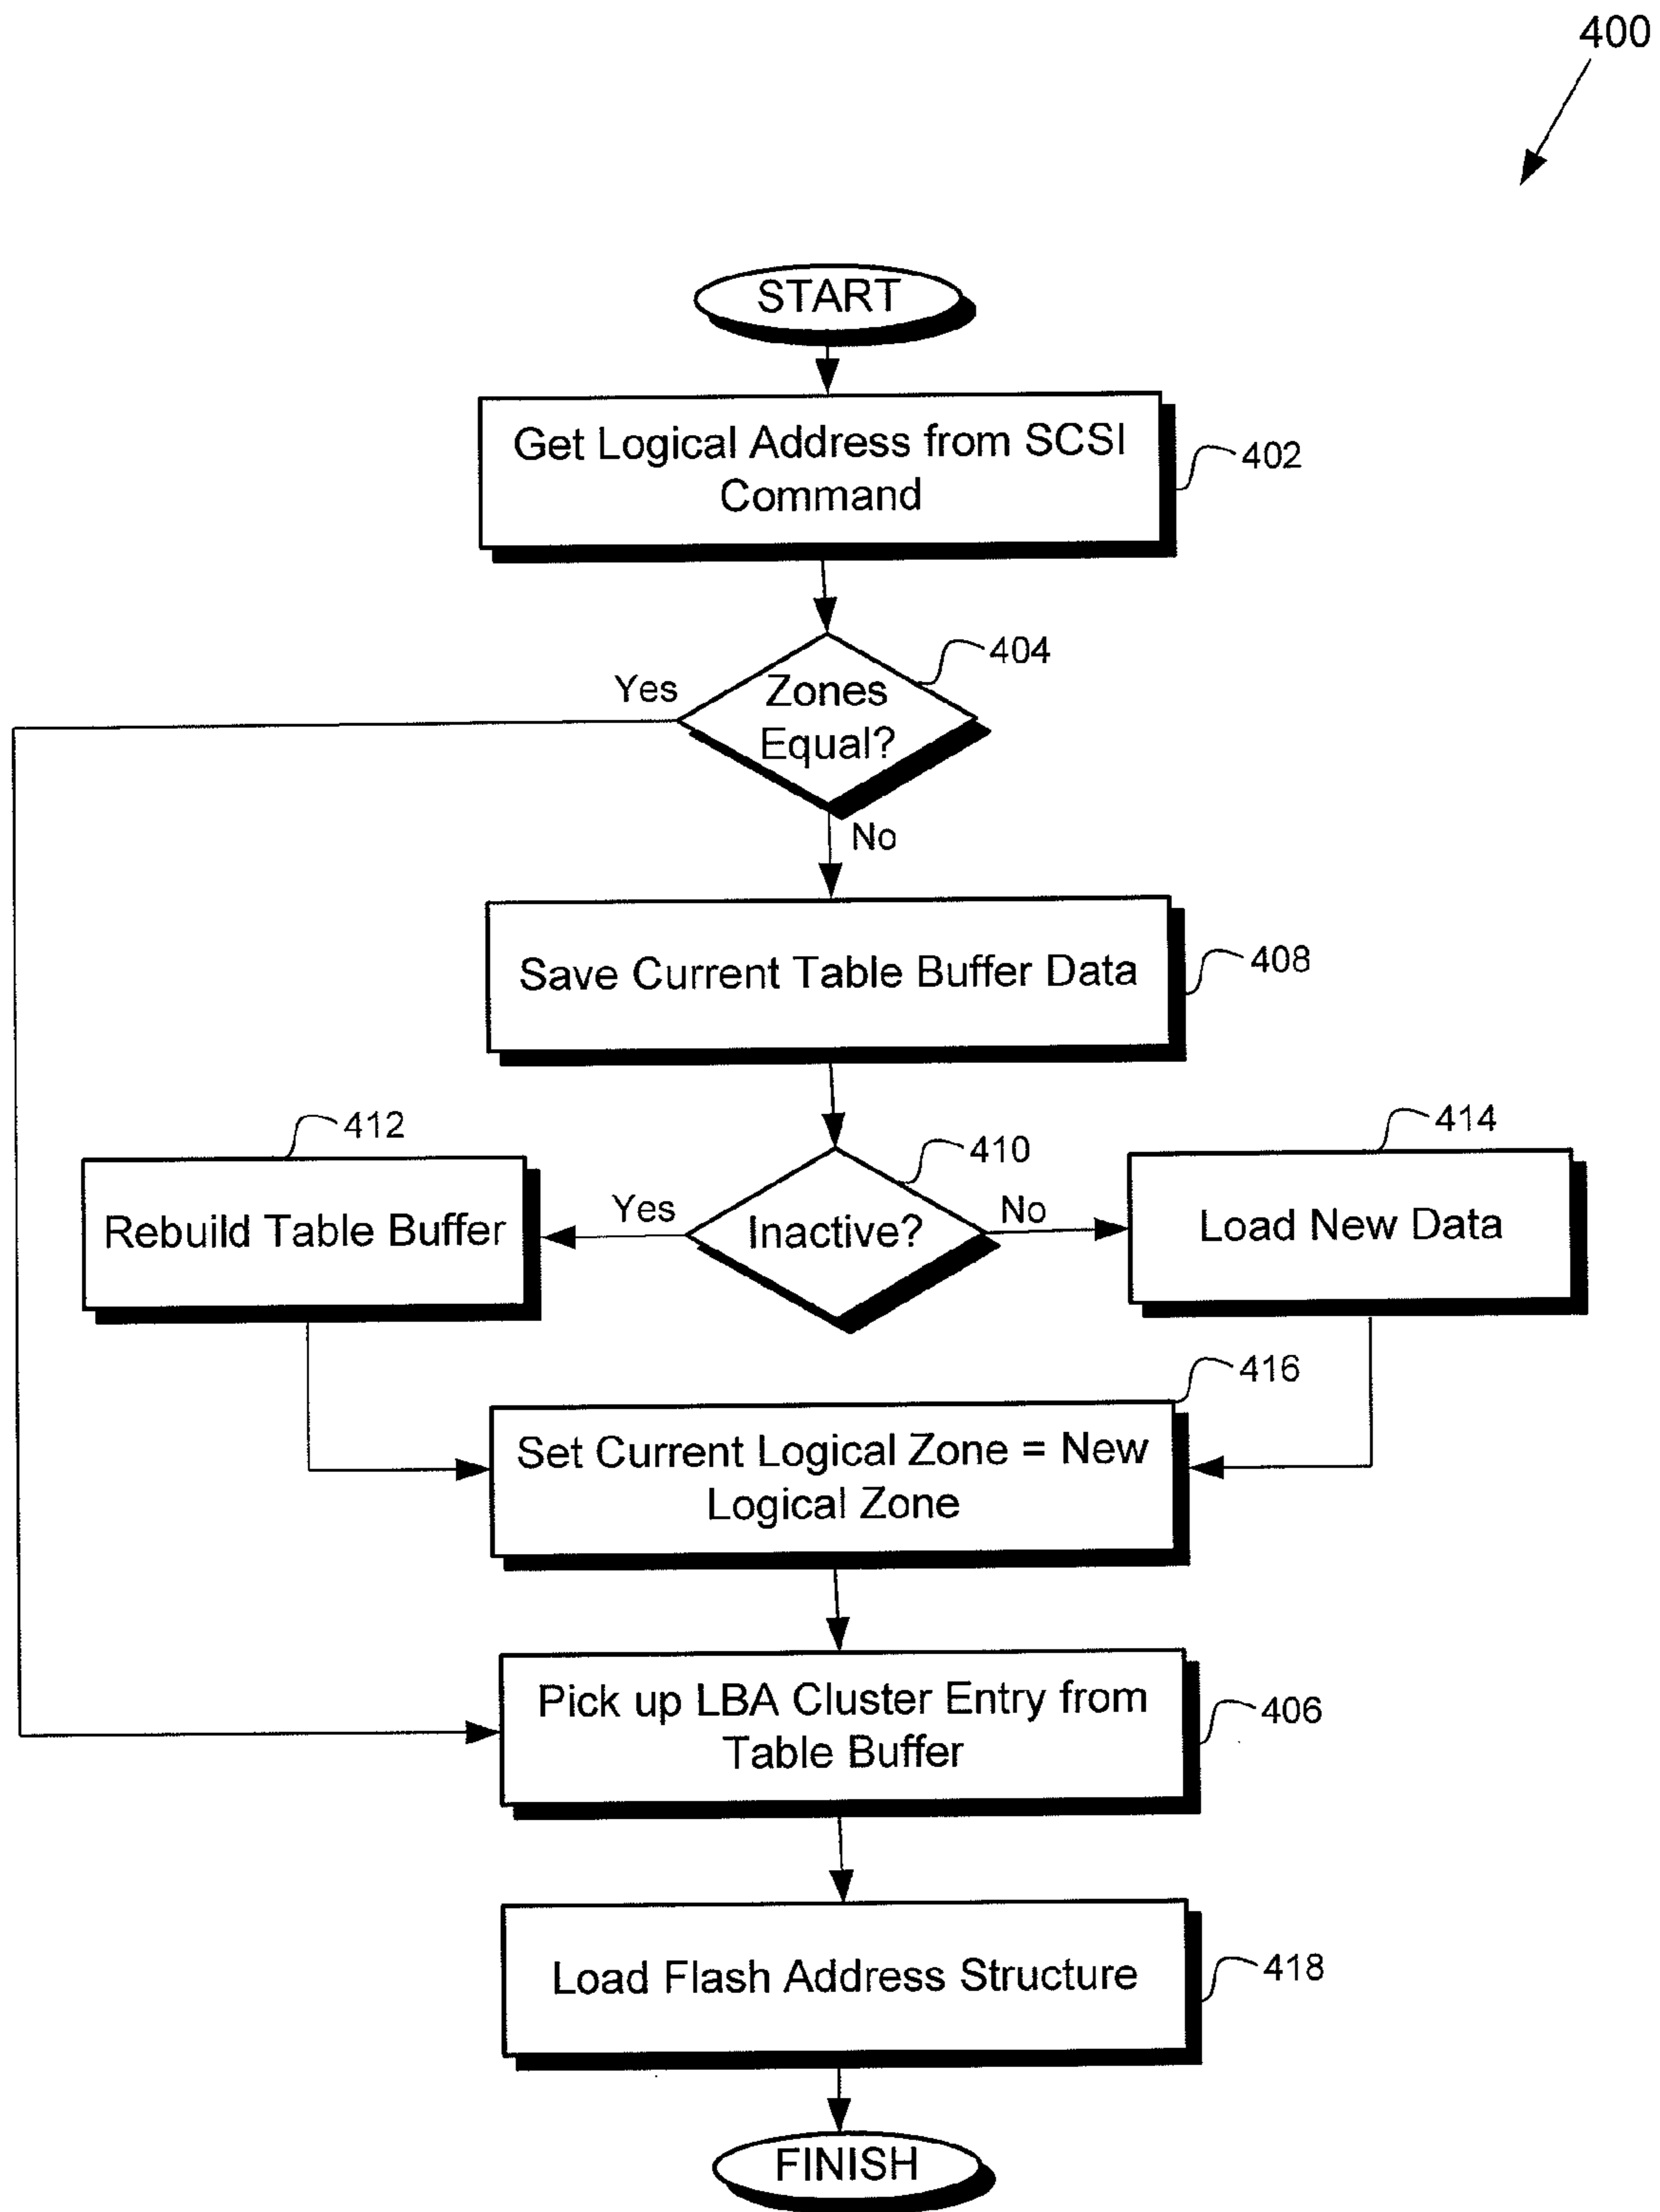 400
START
Get Logical Address from SCSI
Command
402
404
Yes
Zones
Equal?
No
Save Current Table Buffer Data
408
412
410
414
Rebuild Table Buffer
Yes
Inactive?
No
Load New Data
416
Set Current Logical Zone = New
Logical Zone
Pick up LBA Cluster Entry from
Table Buffer
406
Load Flash Address Structure
418
FINISH